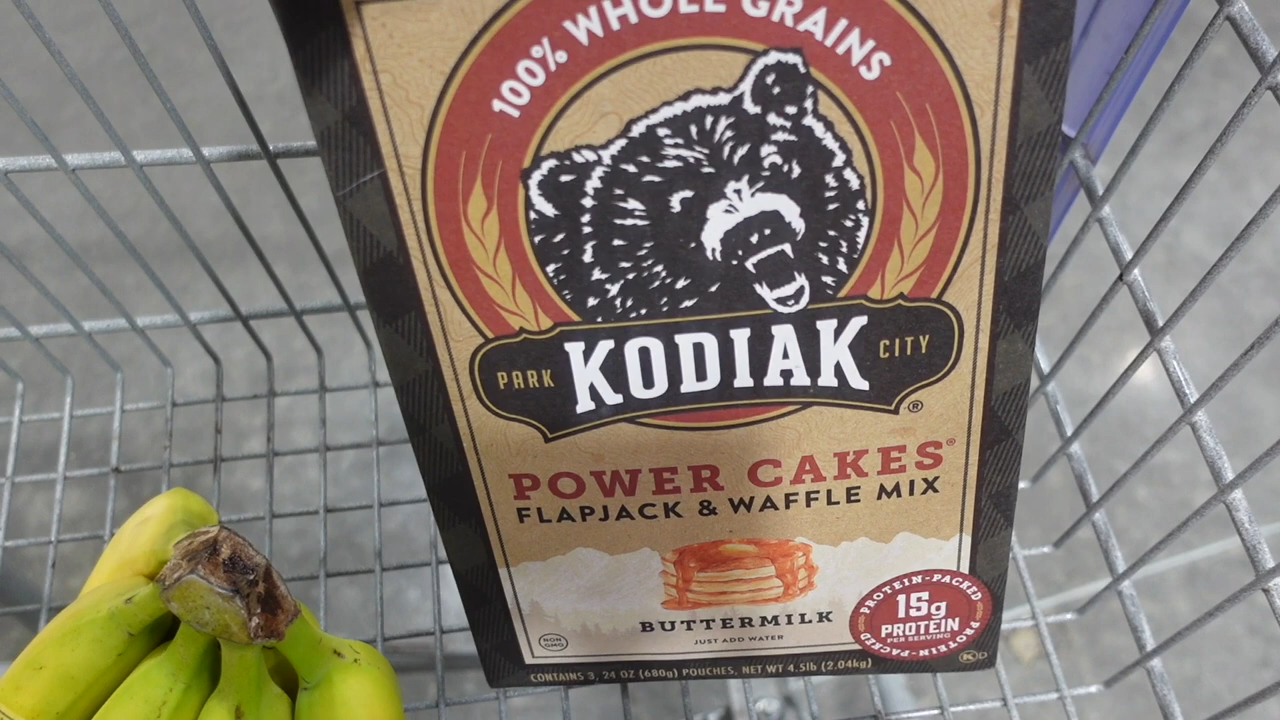 100% WHOLE GRAINS
PARK KODIAK CITY ®
POWER CAKES®
FLAPJACK & WAFFLE MIX
BUTTERMILK
JUST ADD WATER
NON
GMO
PROTEIN-PACKED
15g
PROTEIN
PER SERVING
PROTEIN-PACKED
K D
CONTAINS 3, 24 OZ (680g) POUCHES, NET WT 4.5lb (2.04kg)